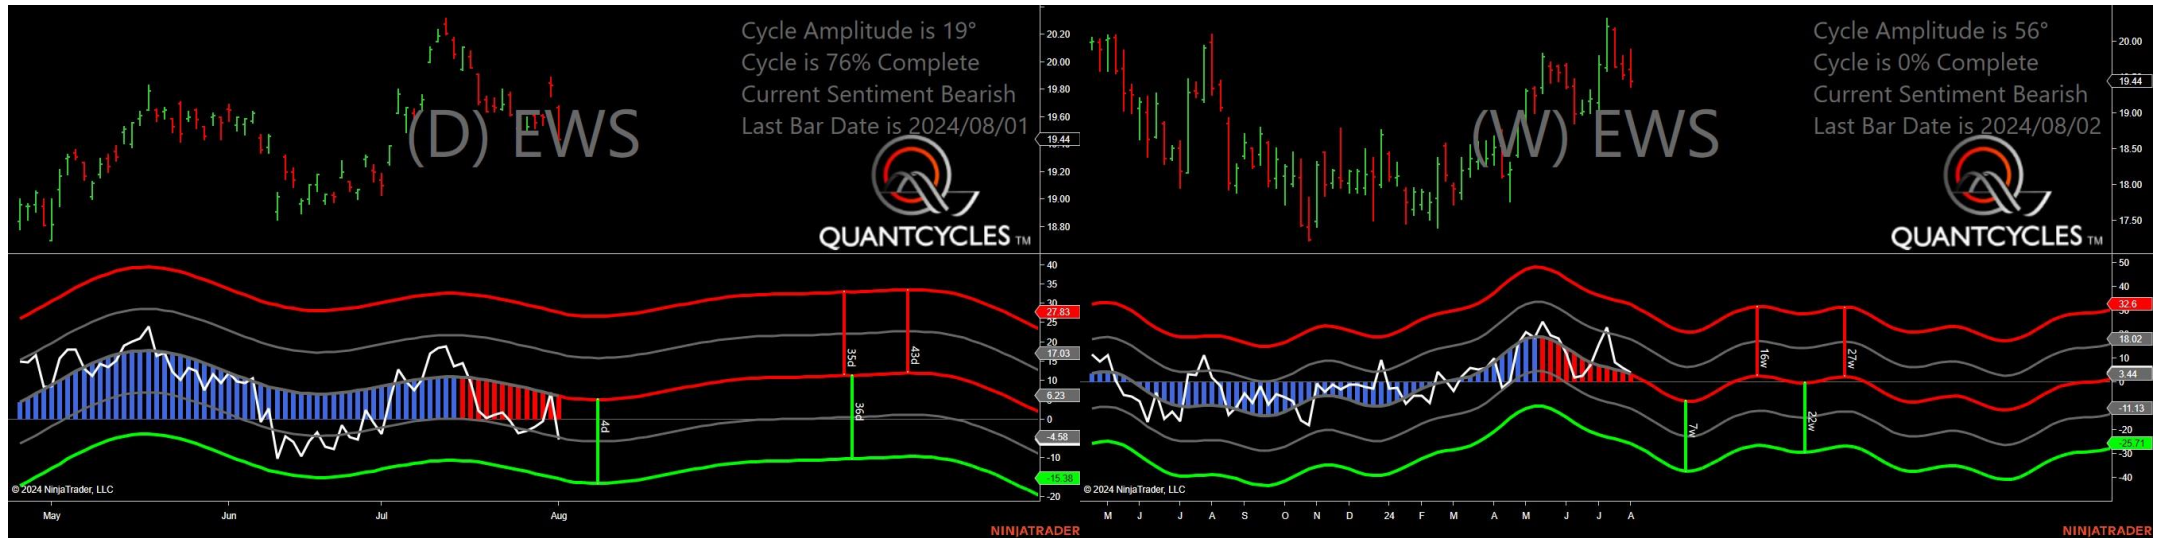 Cycle Amplitude is 19°
Cycle is 76% Complete
Current Sentiment Bearish
Last Bar Date is 2024/08/01
(D) EWS
QUANTCYCLES TM
20.20
20.00
19.80
19.60
19.44
19.20
19.00
18.80
40
35
30
27.83
25
20
17.03
15
10
6.23
0
-4.58
-10
-15.38
-20
4d
35d
36d
43d
© 2024 NinjaTrader, LLC
May
Jun
Jul
Aug
NINJATRADER
Cycle Amplitude is 56°
Cycle is 0% Complete
Current Sentiment Bearish
Last Bar Date is 2024/08/02
(W) EWS
QUANTCYCLES TM
20.00
19.44
19.00
18.50
18.00
17.50
50
40
32.6
30
18.02
10
3.44
0
-11.13
-20
-25.71
-30
-40
7w
16w
22w
27w
© 2024 NinjaTrader, LLC
M
J
J
A
S
O
N
D
24
F
M
A
M
J
J
A
NINJATRADER